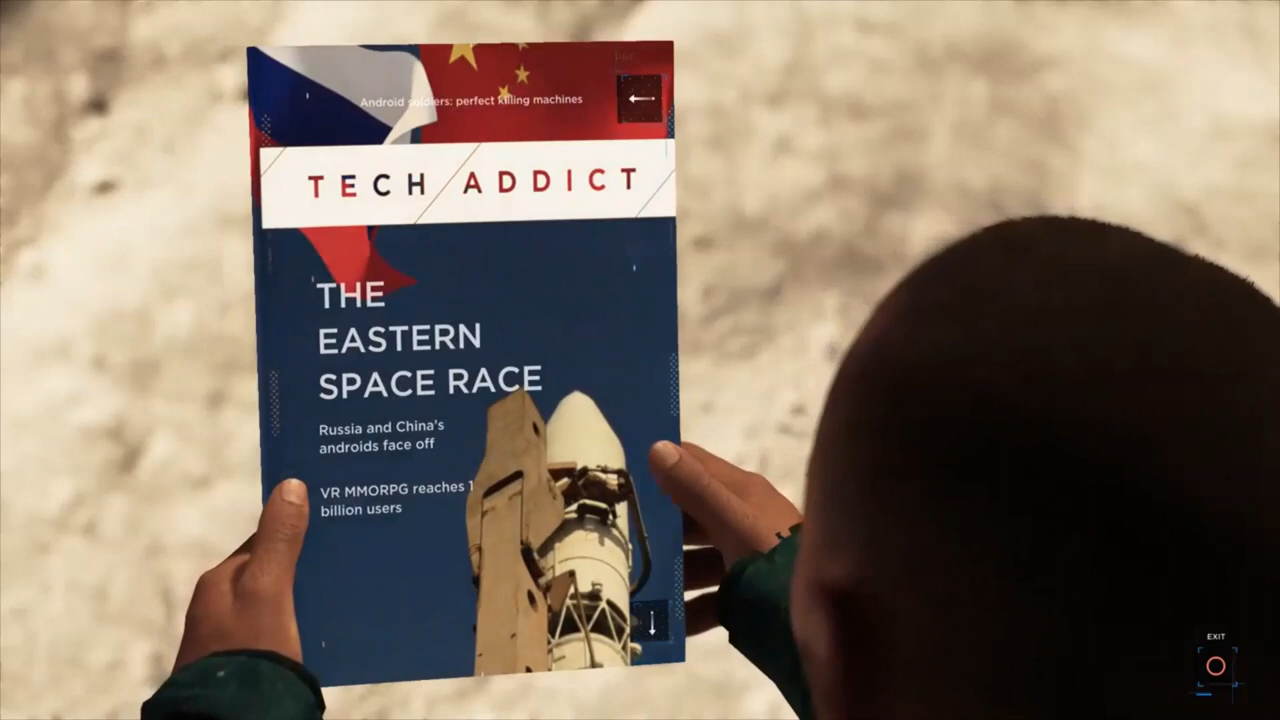 Android soldiers: perfect killing machines
TECH ADDICT
THE
EASTERN
SPACE RACE
Russia and China's
androids face off
VR MMORPG reaches 1
billion users
EXIT